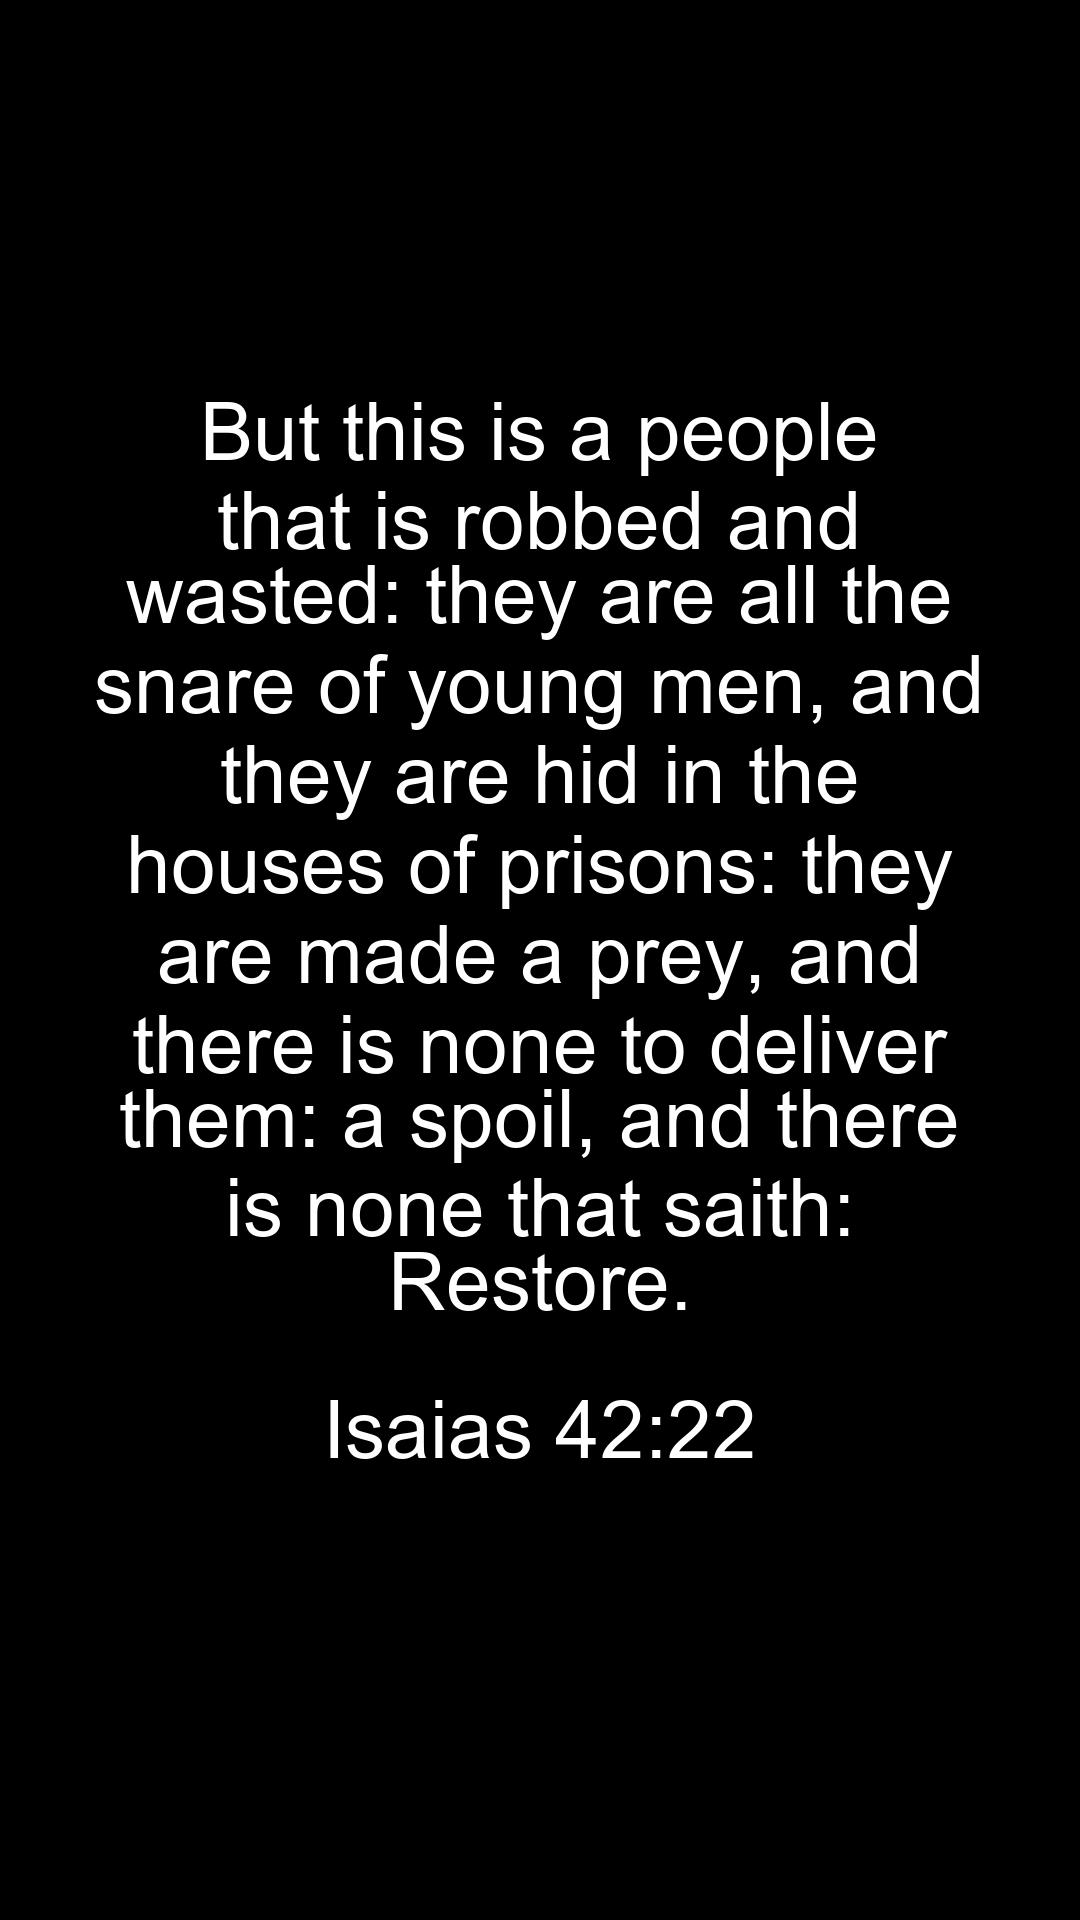 But this is a people
that is robbed and
wasted: they are all the
snare of young men, and
they are hid in the
houses of prisons: they
are made a prey, and
there is none to deliver
them: a spoil, and there
is none that saith:
Restore.
Isaias 42:22